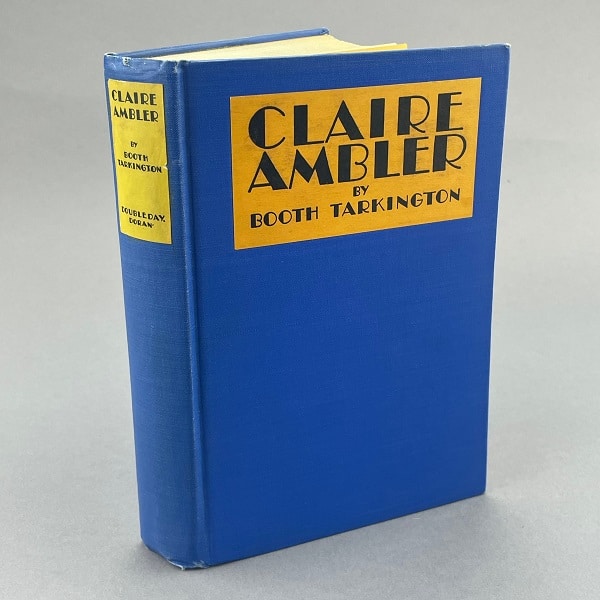 CLAIRE
AMBLER
BY
BOOTH
TARKINGTON
DOUBLEDAY,
DORAN
CLAIRE
AMBLER
BY
BOOTH TARKINGTON